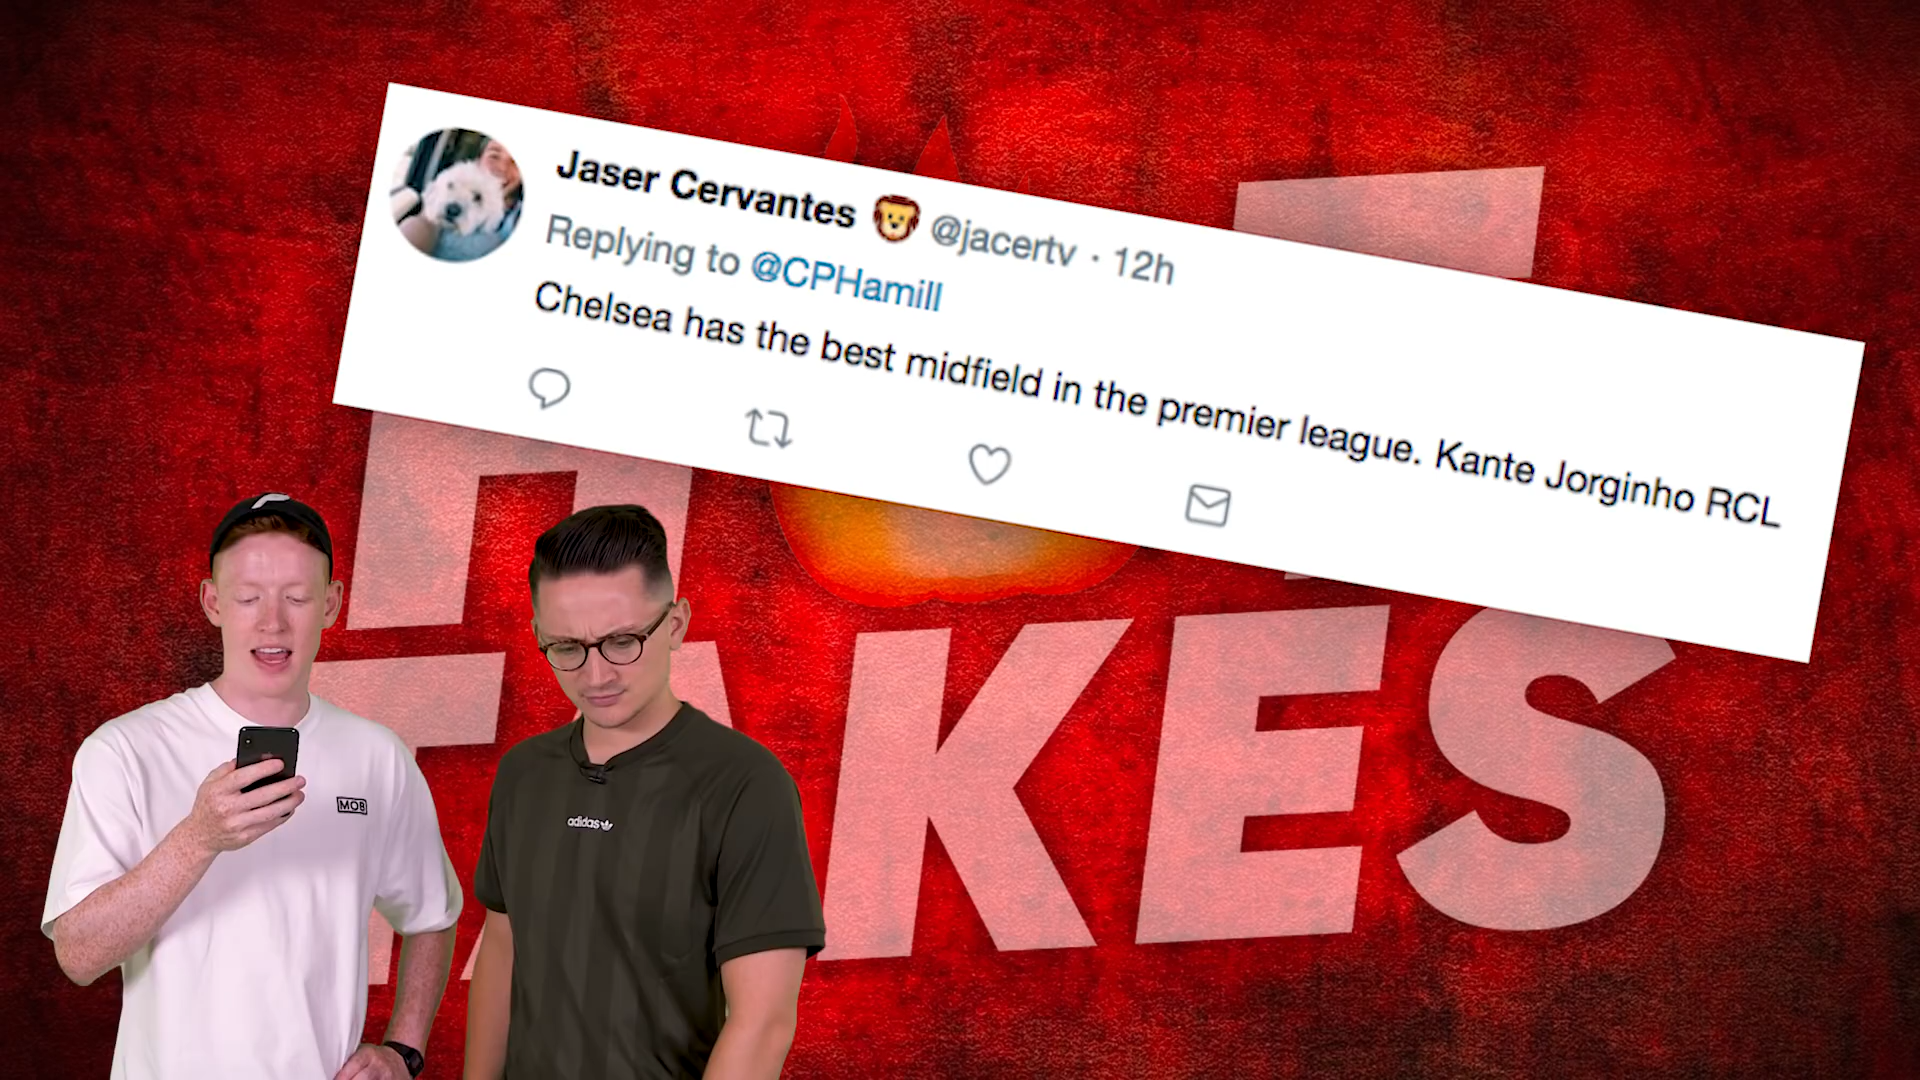 Jaser Cervantes 🦁 @jacertv · 12h
Replying to @CPHamill
Chelsea has the best midfield in the premier league. Kante Jorginho RCL
TAKES
MOB
adidas